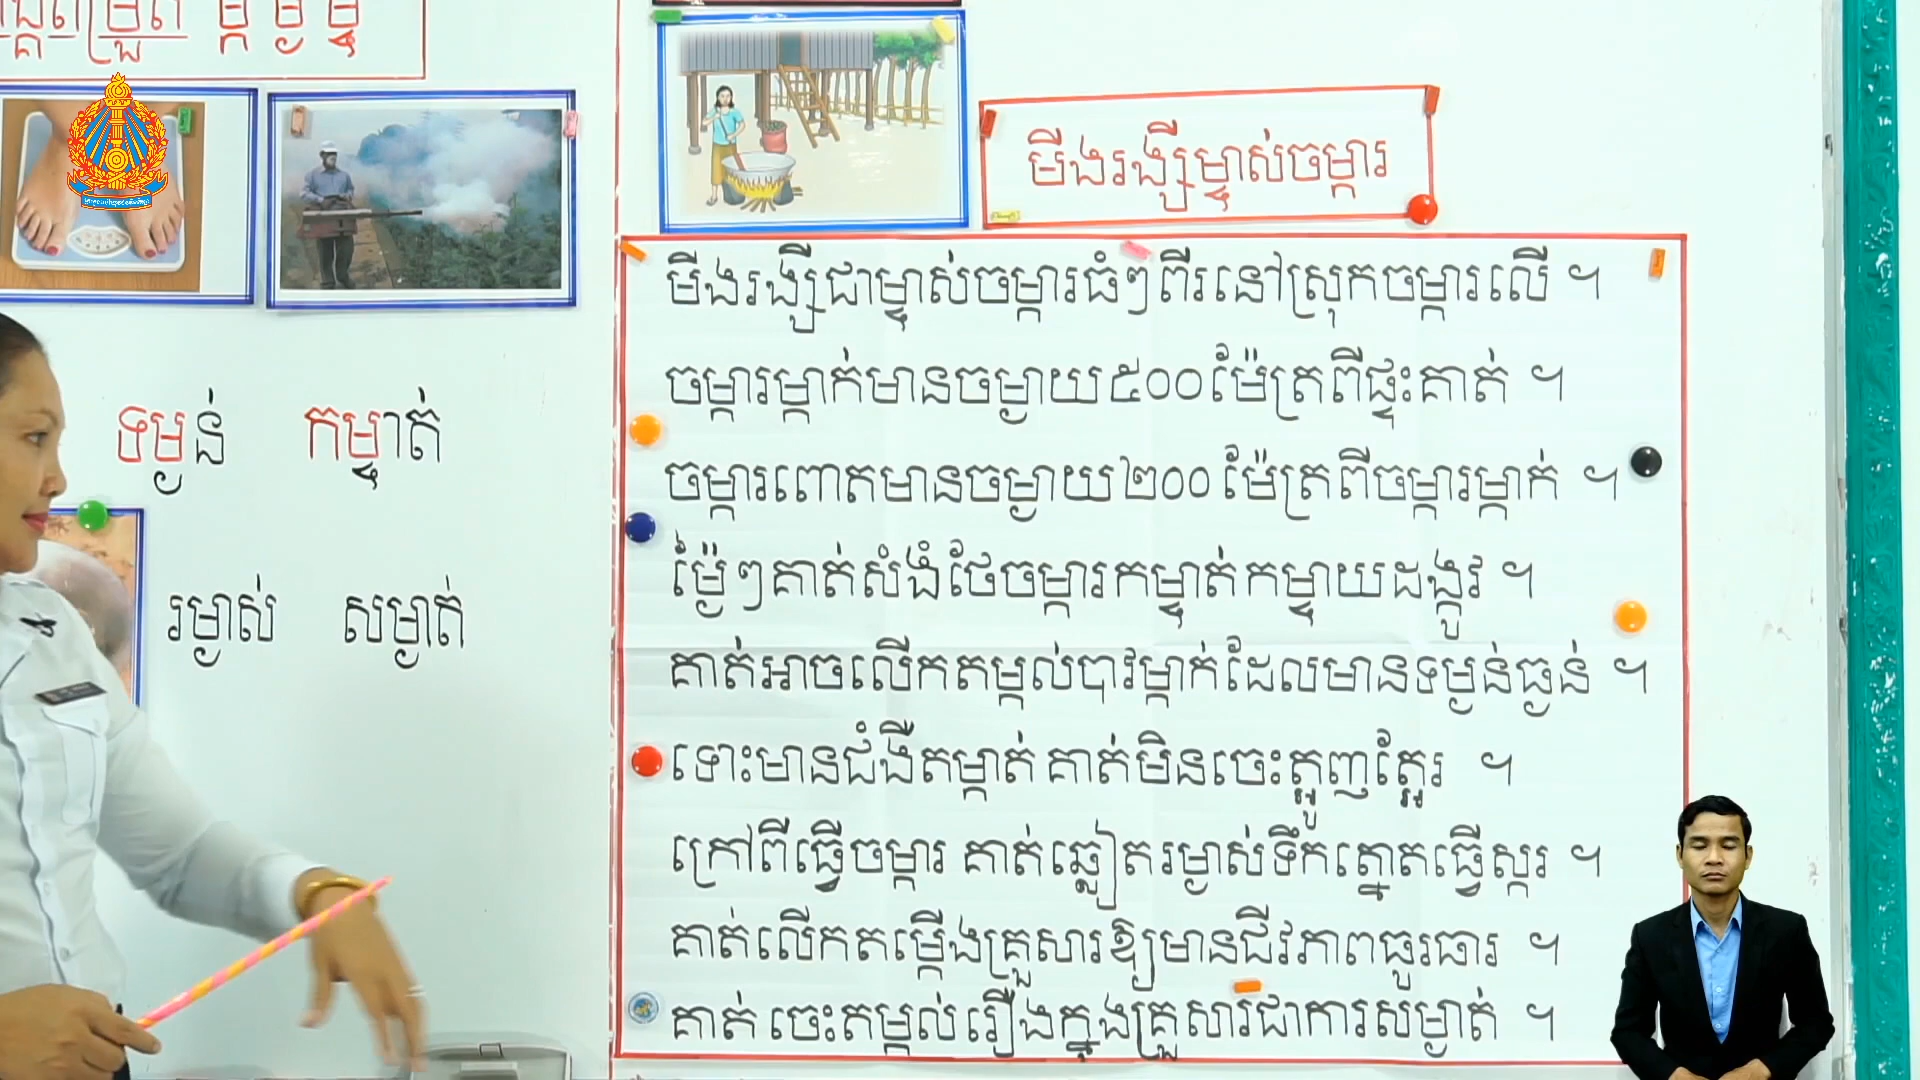 ម្ក ម្ង ម្ទ
មីងរង្ស៊ីម្ចាស់ចម្ការ
ទម្ងន់ កម្ទាត់
រម្ងាស់ សម្ងាត់
មីងរង្ស៊ីជាម្ចាស់ចម្ការធំៗពីរនៅស្រុកចម្ការលើ ។
ចម្ការម្កាក់មានចម្ងាយ៥០០ម៉ែត្រពីផ្ទះគាត់ ។
ចម្ការពោតមានចម្ងាយ២០០ម៉ែត្រពីចម្ការម្កាក់ ។
ម្ង៉ៃៗគាត់សំងំថែចម្ការកម្ទាត់កម្ទាយដង្កូវ ។
គាត់អាចលើកតម្កល់បាវម្កាក់ដែលមានទម្ងន់ធ្ងន់ ។
ទោះមានជំងឺតម្កាត់គាត់មិនចេះត្អូញត្អែរ ។
ក្រៅពីធ្វើចម្ការ គាត់ឆ្លៀតរម្ងាស់ទឹកត្នោតធ្វើស្ករ ។
គាត់លើកតម្កើងគ្រួសារឱ្យមានជីវភាពធូរធារ ។
គាត់ចេះតម្កល់រឿងក្នុងគ្រួសារជាការសម្ងាត់ ។